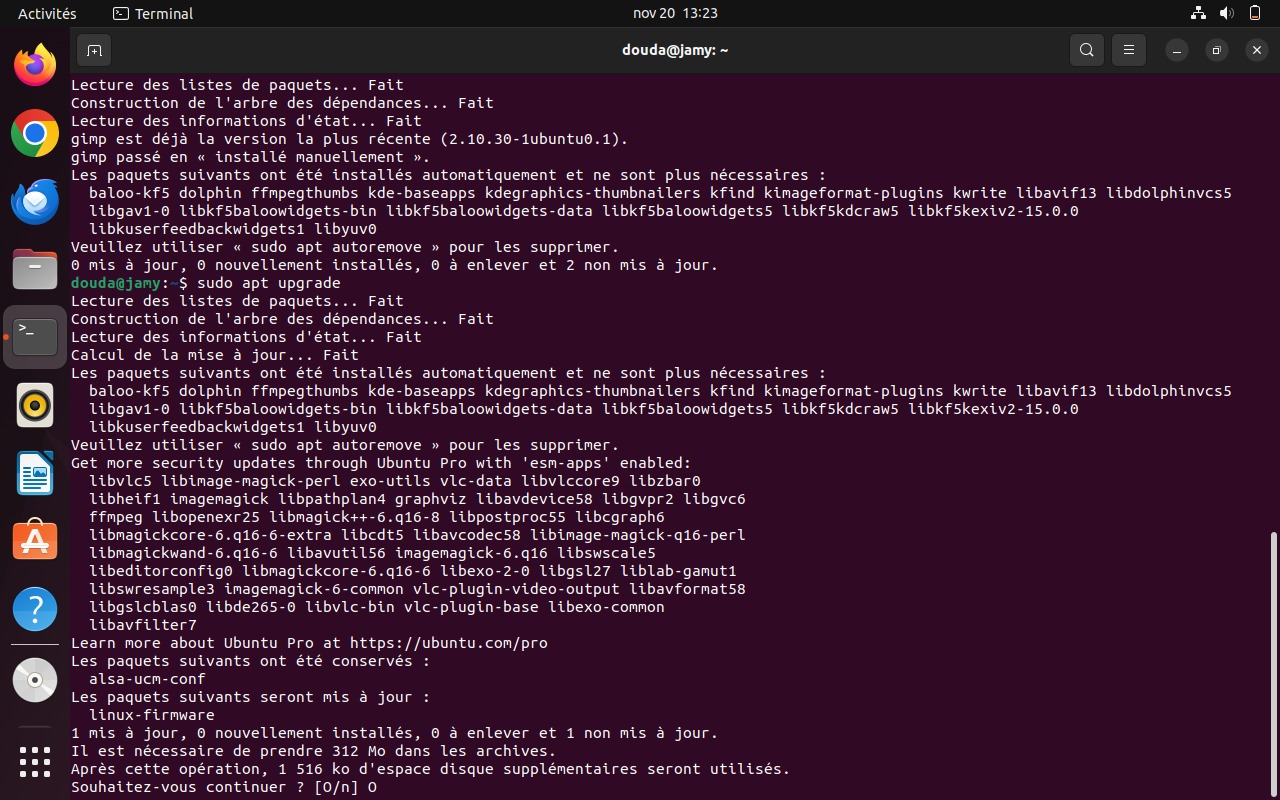 Activités
Terminal
nov 20 13:23
douda@jamy: ~
Lecture des listes de paquets... Fait
Construction de l'arbre des dépendances... Fait
Lecture des informations d'état... Fait
gimp est déjà la version la plus récente (2.10.30-1ubuntu0.1).
gimp passé en « installé manuellement ».
Les paquets suivants ont été installés automatiquement et ne sont plus nécessaires :
  baloo-kf5 dolphin ffmpegthumbs kde-baseapps kdegraphics-thumbnailers kfind kimageformat-plugins kwrite libavif13 libdolphinvcs5
  libgav1-0 libkf5baloowidgets-bin libkf5baloowidgets-data libkf5baloowidgets5 libkf5kdcraw5 libkf5kexiv2-15.0.0
  libkuserfeedbackwidgets1 libyuv0
Veuillez utiliser « sudo apt autoremove » pour les supprimer.
0 mis à jour, 0 nouvellement installés, 0 à enlever et 2 non mis à jour.
douda@jamy:~$ sudo apt upgrade
Lecture des listes de paquets... Fait
Construction de l'arbre des dépendances... Fait
Lecture des informations d'état... Fait
Calcul de la mise à jour... Fait
Les paquets suivants ont été installés automatiquement et ne sont plus nécessaires :
  baloo-kf5 dolphin ffmpegthumbs kde-baseapps kdegraphics-thumbnailers kfind kimageformat-plugins kwrite libavif13 libdolphinvcs5
  libgav1-0 libkf5baloowidgets-bin libkf5baloowidgets-data libkf5baloowidgets5 libkf5kdcraw5 libkf5kexiv2-15.0.0
  libkuserfeedbackwidgets1 libyuv0
Veuillez utiliser « sudo apt autoremove » pour les supprimer.
Get more security updates through Ubuntu Pro with 'esm-apps' enabled:
  libvlc5 libimage-magick-perl exo-utils vlc-data libvlccore9 libzbar0
  libheif1 imagemagick libpathplan4 graphviz libavdevice58 libgvpr2 libgvc6
  ffmpeg libopenexr25 libmagick++-6.q16-8 libpostproc55 libcgraph6
  libmagickcore-6.q16-6-extra libcdt5 libavcodec58 libimage-magick-q16-perl
  libmagickwand-6.q16-6 libavutil56 imagemagick-6.q16 libswscale5
  libeditorconfig0 libmagickcore-6.q16-6 libexo-2-0 libgsl27 liblab-gamut1
  libswresample3 imagemagick-6-common vlc-plugin-video-output libavformat58
  libgslcblas0 libde265-0 libvlc-bin vlc-plugin-base libexo-common
  libavfilter7
Learn more about Ubuntu Pro at https://ubuntu.com/pro
Les paquets suivants ont été conservés :
  alsa-ucm-conf
Les paquets suivants seront mis à jour :
  linux-firmware
1 mis à jour, 0 nouvellement installés, 0 à enlever et 1 non mis à jour.
Il est nécessaire de prendre 312 Mo dans les archives.
Après cette opération, 1 516 ko d'espace disque supplémentaires seront utilisés.
Souhaitez-vous continuer ? [O/n] O